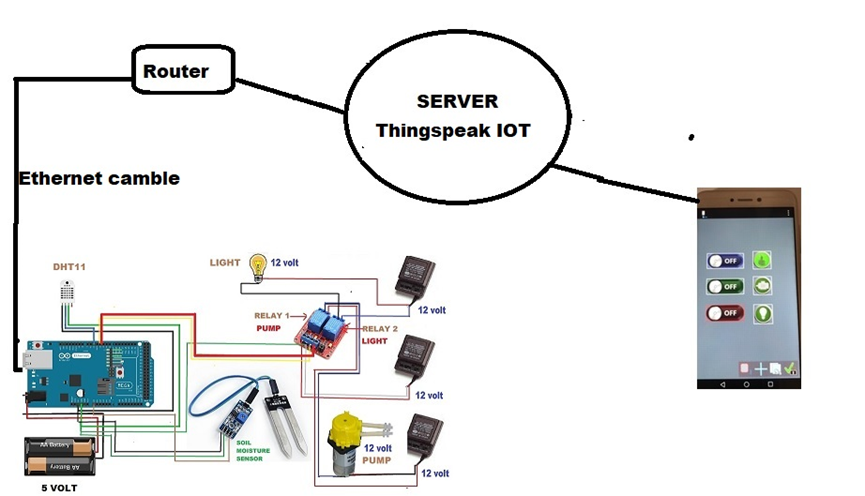 Router
SERVER
Thingspeak IOT
Ethernet camble
DHT11
LIGHT
12 volt
RELAY 1
PUMP
RELAY 2
LIGHT
12 volt
12 volt
SOIL
MOISTURE
SENSOR
12 volt
PUMP
12 volt
AA Battery
AA Battery
5 VOLT
OFF
OFF
OFF